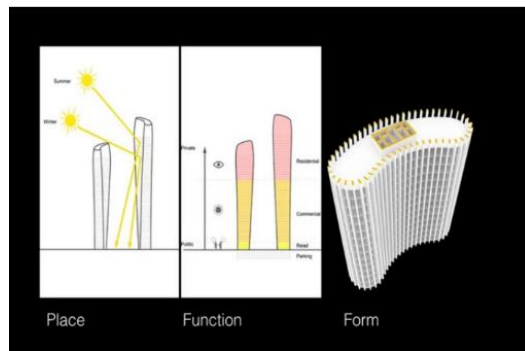 Summer
Winter
Private
Public
Residential
Commercial
Retail
Parking
Place
Function
Form